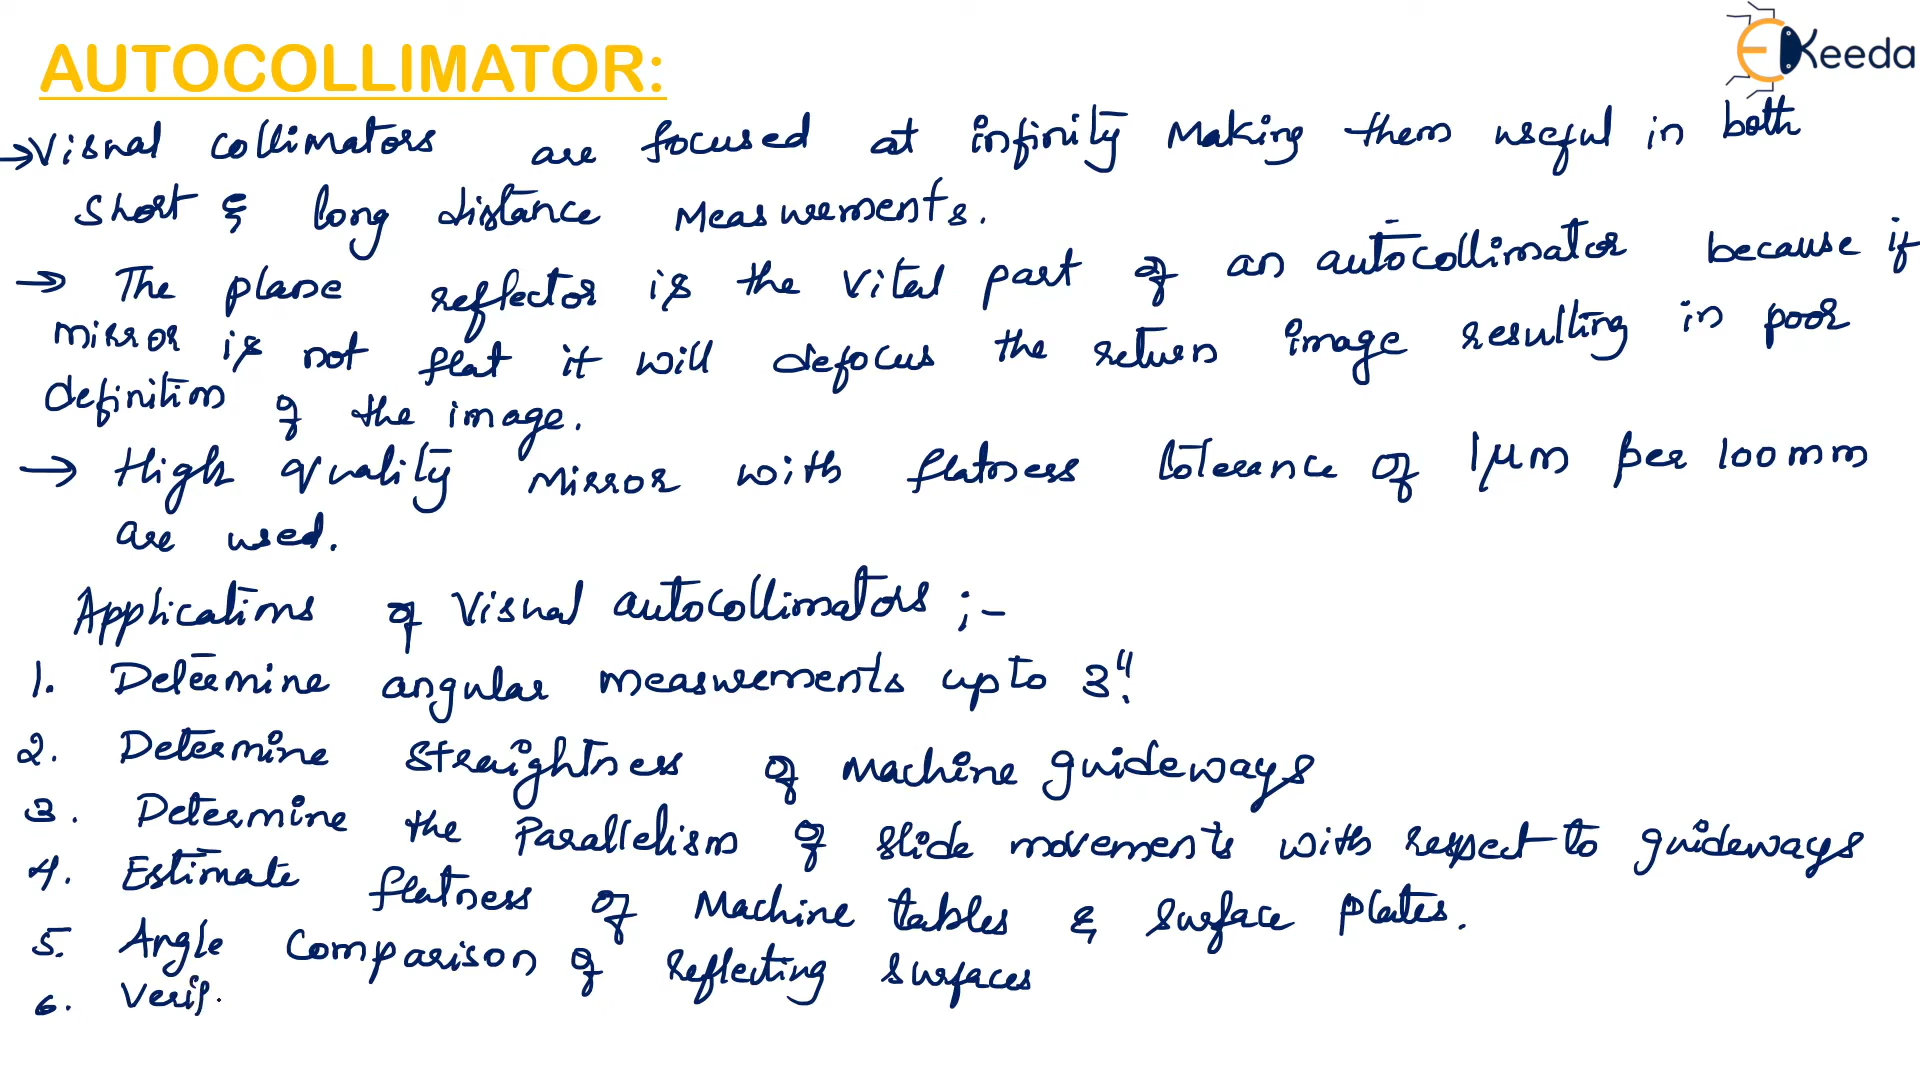 AUTOCOLLIMATOR:
EKeeda
→ Visual collimators are focused at infinity Making them useful in both
short & long distance Measurements.
→ The plane reflector is the vital part of an autocollimator because if
mirror is not flat it will defocus the return image resulting in poor
definition of the image.
→ High quality Mirror with flatness tolerance of 1μm per 100mm
are used.
Applications of Visual autocollimators ;-
1. Determine angular measurements upto 3".
2. Determine straightness of Machine guideways
3. Determine the Parallelism of slide movements with respect to guideways
4. Estimate flatness of Machine tables & surface plates.
5. Angle Comparison of reflecting surfaces
6. Verif